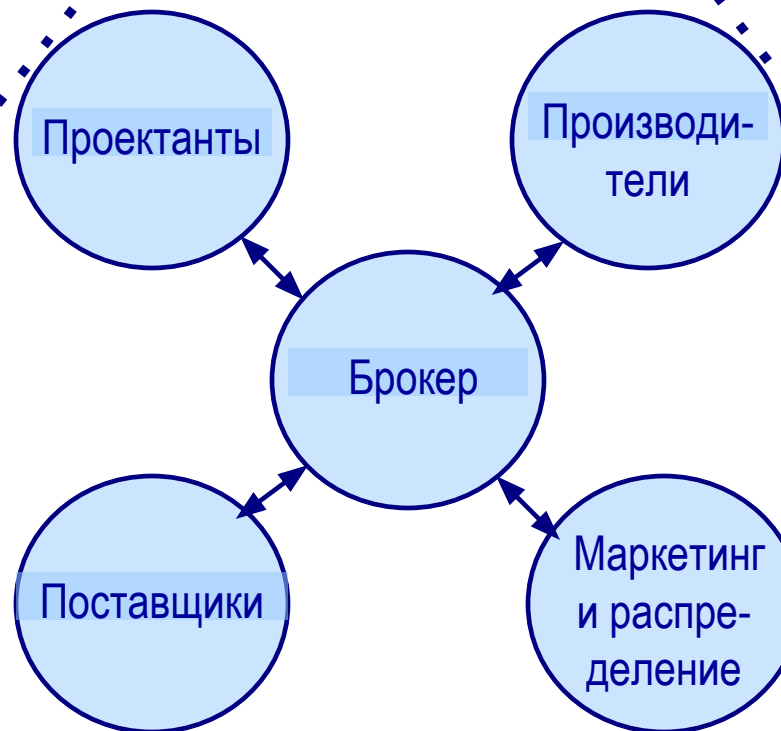 Проектанты
Производи-
тели
Брокер
Поставщики
Маркетинг
и распре-
деление